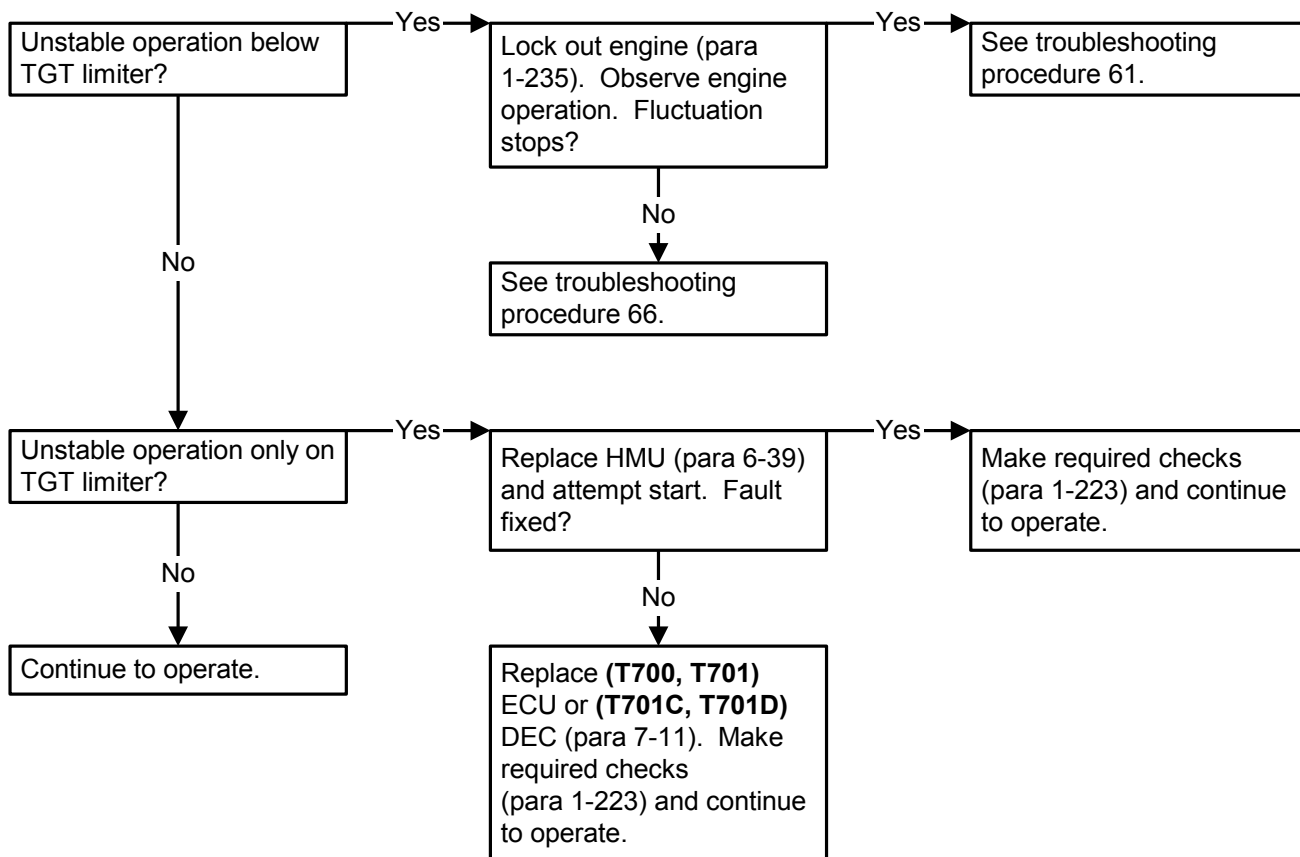 Unstable operation below
TGT limiter?
Yes
Lock out engine (para
1-235).  Observe engine
operation.  Fluctuation
stops?
Yes
See troubleshooting
procedure 61.
No
See troubleshooting
procedure 66.
No
Unstable operation only on
TGT limiter?
Yes
Replace HMU (para 6-39)
and attempt start.  Fault
fixed?
Yes
Make required checks
(para 1-223) and continue
to operate.
No
Continue to operate.
No
Replace (T700, T701)
ECU or (T701C, T701D)
DEC (para 7-11).  Make
required checks
(para 1-223) and continue
to operate.